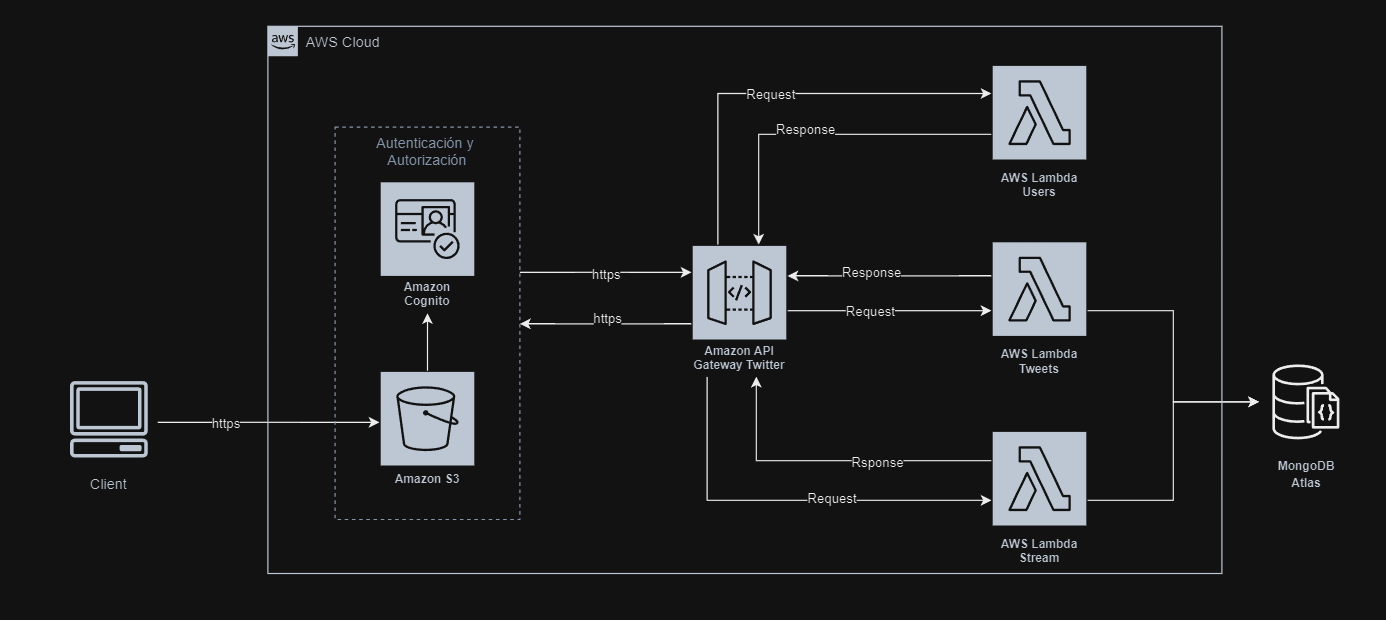 aws
AWS Cloud
Request
Response
AWS Lambda
Users
Autenticación y
Autorización
Amazon
Cognito
https
https
</>
Amazon API
Gateway Twitter
Response
Request
AWS Lambda
Tweets
Client
https
Amazon S3
Rsponse
Request
AWS Lambda
Stream
{}
MongoDB
Atlas